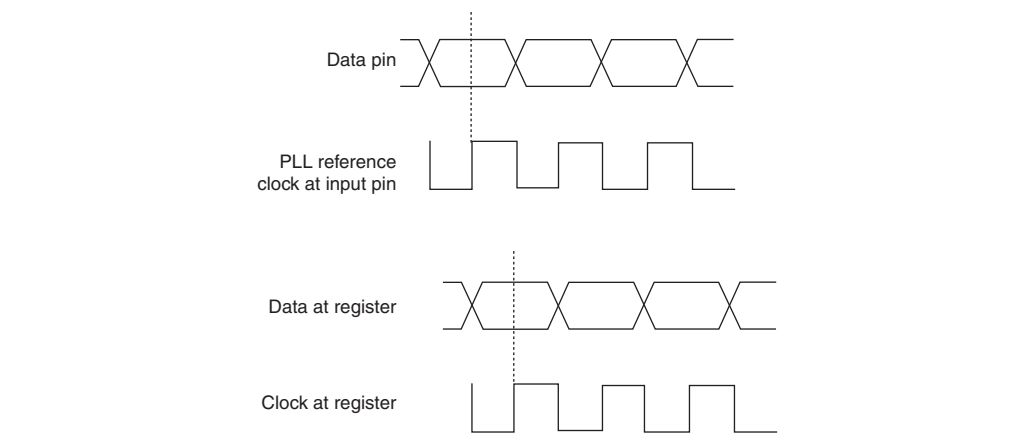 Data pin
PLL reference
clock at input pin
Data at register
Clock at register